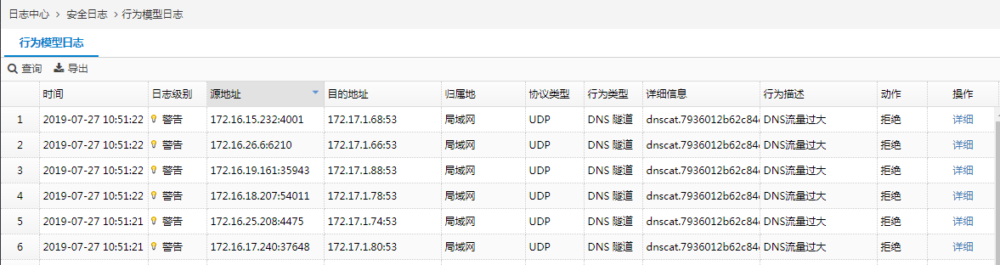 日志中心 > 安全日志 > 行为模型日志
行为模型日志
查询 导出
时间 日志级别 源地址 目的地址 归属地 协议类型 行为类型 详细信息 行为描述 动作 操作
1 2019-07-27 10:51:22 警告 172.16.15.232:4001 172.17.1.68:53 局域网 UDP DNS 隧道 dnscat.7936012b62c84 DNS流量过大 拒绝 详细
2 2019-07-27 10:51:22 警告 172.16.26.6:6210 172.17.1.66:53 局域网 UDP DNS 隧道 dnscat.7936012b62c84 DNS流量过大 拒绝 详细
3 2019-07-27 10:51:22 警告 172.16.19.161:35943 172.17.1.88:53 局域网 UDP DNS 隧道 dnscat.7936012b62c84 DNS流量过大 拒绝 详细
4 2019-07-27 10:51:22 警告 172.16.18.207:54011 172.17.1.78:53 局域网 UDP DNS 隧道 dnscat.7936012b62c84 DNS流量过大 拒绝 详细
5 2019-07-27 10:51:21 警告 172.16.25.208:4475 172.17.1.74:53 局域网 UDP DNS 隧道 dnscat.7936012b62c84 DNS流量过大 拒绝 详细
6 2019-07-27 10:51:21 警告 172.16.17.240:37648 172.17.1.80:53 局域网 UDP DNS 隧道 dnscat.7936012b62c84 DNS流量过大 拒绝 详细